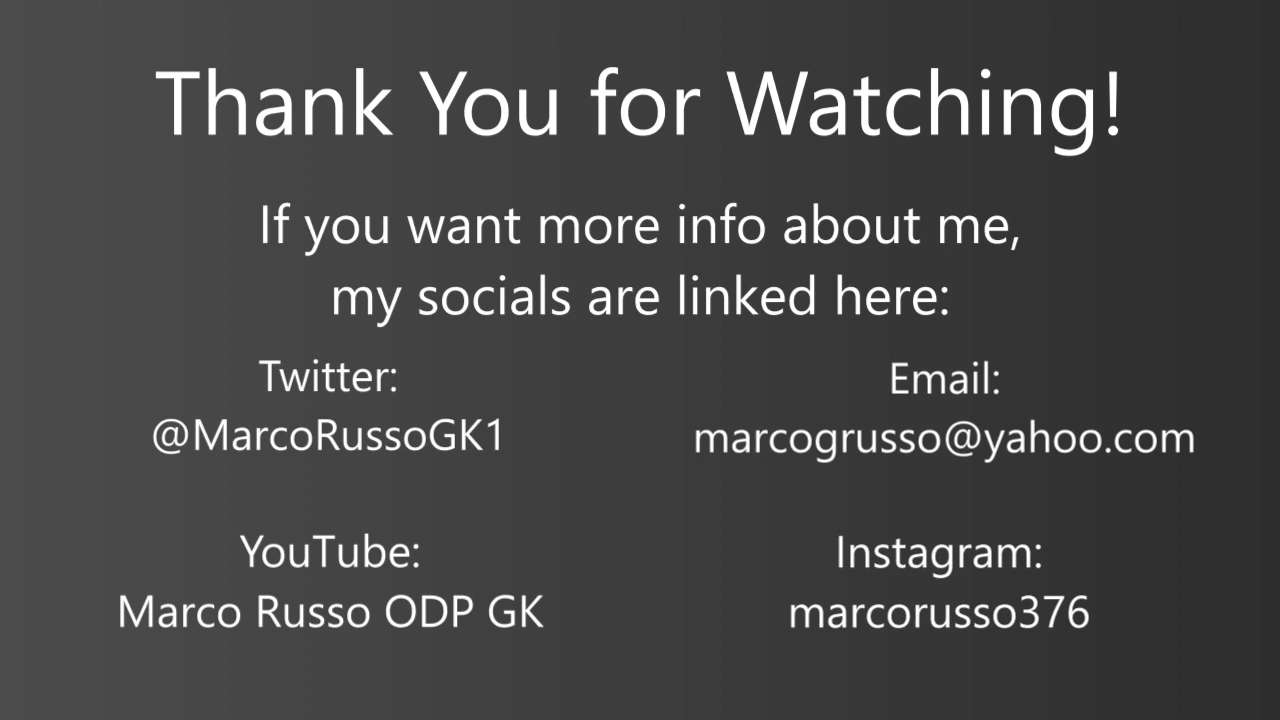 Thank You for Watching!
If you want more info about me,
my socials are linked here:
Twitter:
@MarcoRussoGK1
Email:
marcogrusso@yahoo.com
YouTube:
Marco Russo ODP GK
Instagram:
marcorusso376